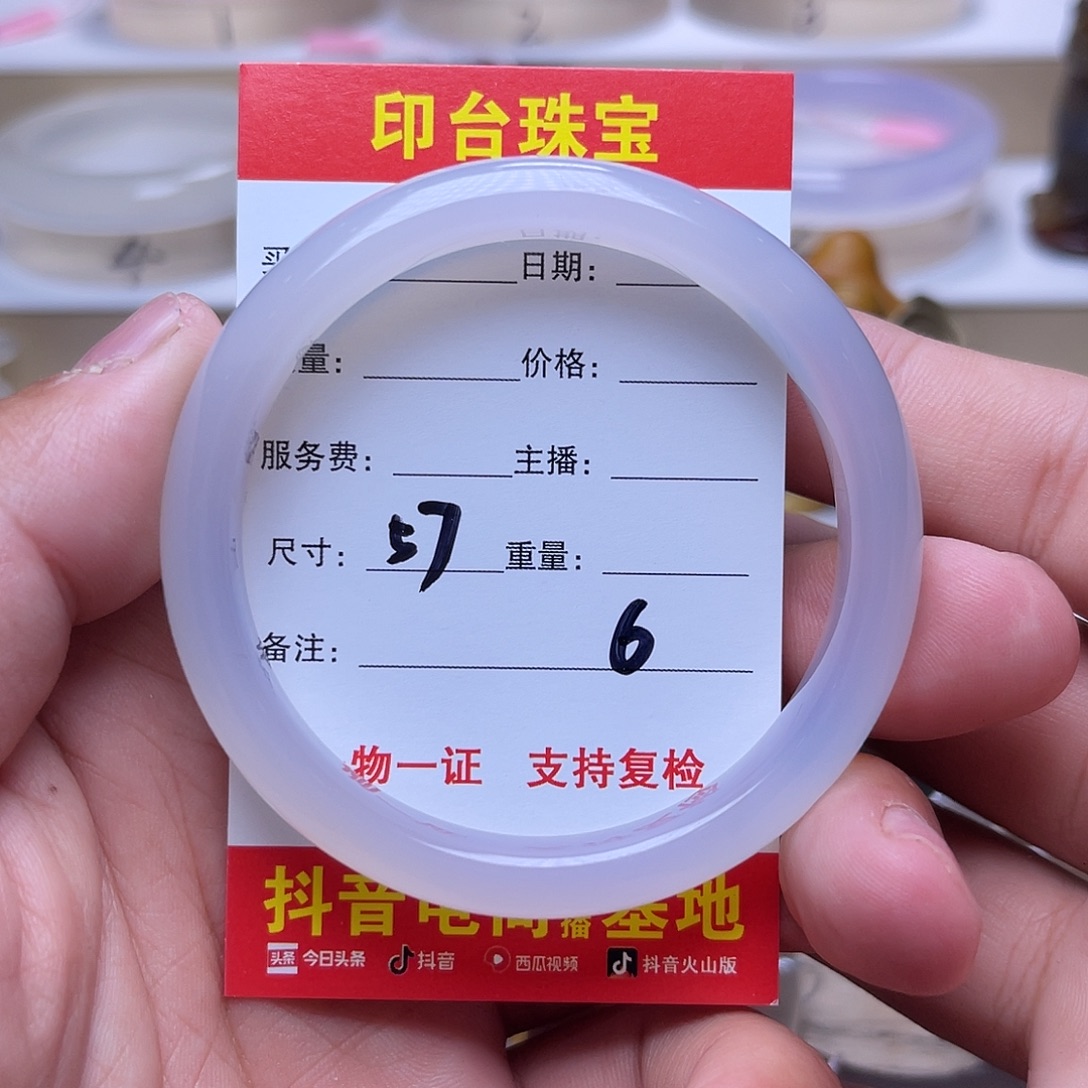 印台珠宝
日期：
量： 价格：
服务费： 主播：
尺寸：57 重量：
备注： 6
物一证 支持复检
抖音电商 播基地
头条 今日头条 抖音 西瓜视频 抖音火山版